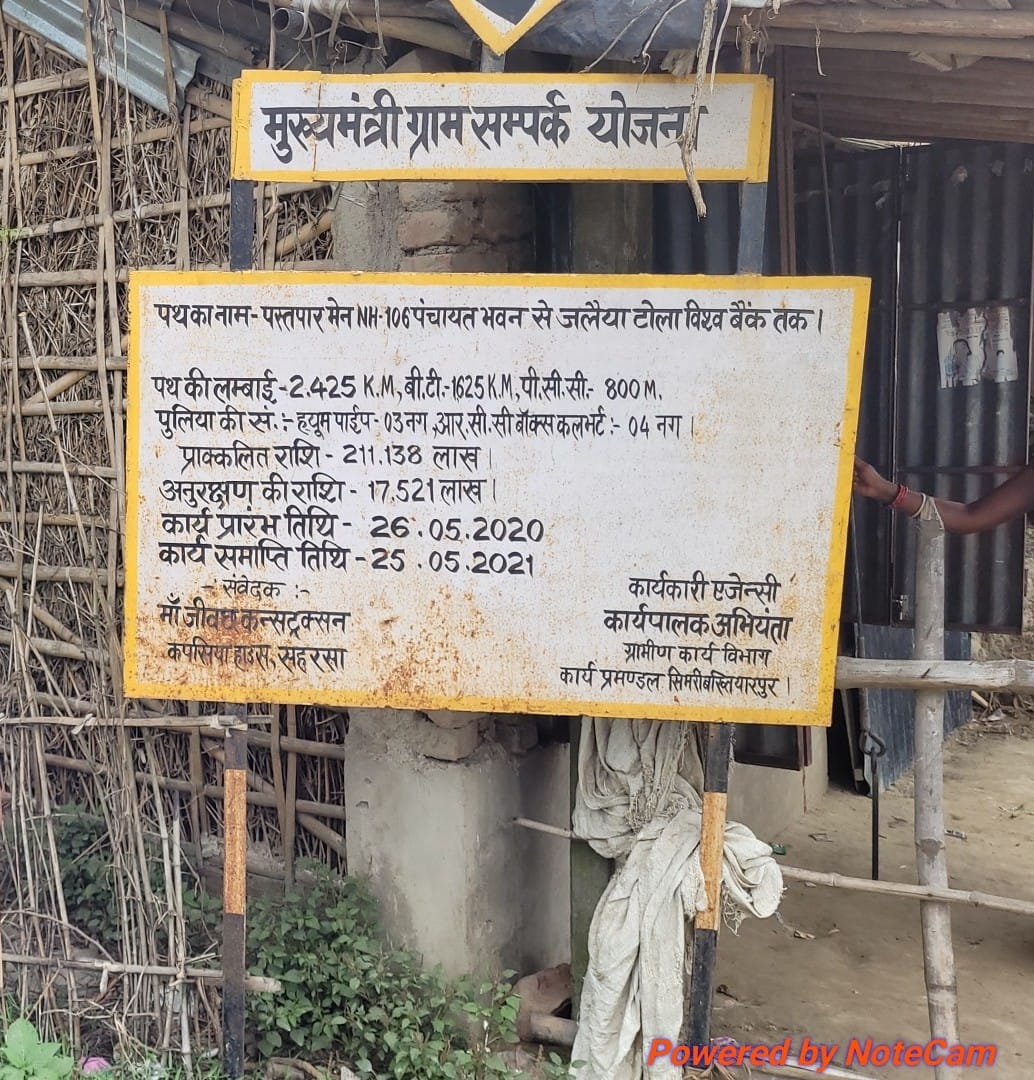 मुख्यमंत्री ग्राम सम्पर्क योजना
पथ का नाम - पस्तपार मेन NH-106 पंचायत भवन से जलैया टोला विश्व बैंक तक।
पथ की लम्बाई - 2.425 K.M, बी.टी.-1.625 K.M, पी.सी.सी.- 800 M.
पुलिया की सं. :- हयूम पाईप - 03 नग, आर.सी.सी बॉक्स कलभर्ट :- 04 नग।
प्राक्कलित राशि - 211.138 लाख।
अनुरक्षण की राशि - 17.521 लाख।
कार्य प्रारंभ तिथि - 26.05.2020
कार्य समाप्ति तिथि - 25.05.2021
-: संवेदक :-
माँ जीवछ कन्सट्रक्सन
कपसिया हाउस, सहरसा
कार्यकारी एजेन्सी
कार्यपालक अभियंता
ग्रामीण कार्य विभाग
कार्य प्रमण्डल सिमरीबख्तियारपुर।
Powered by NoteCam